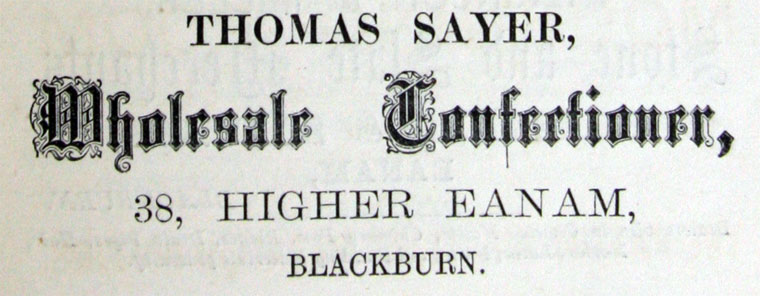 THOMAS SAYER,
Wholesale Confectioner,
38, HIGHER EANAM,
BLACKBURN.